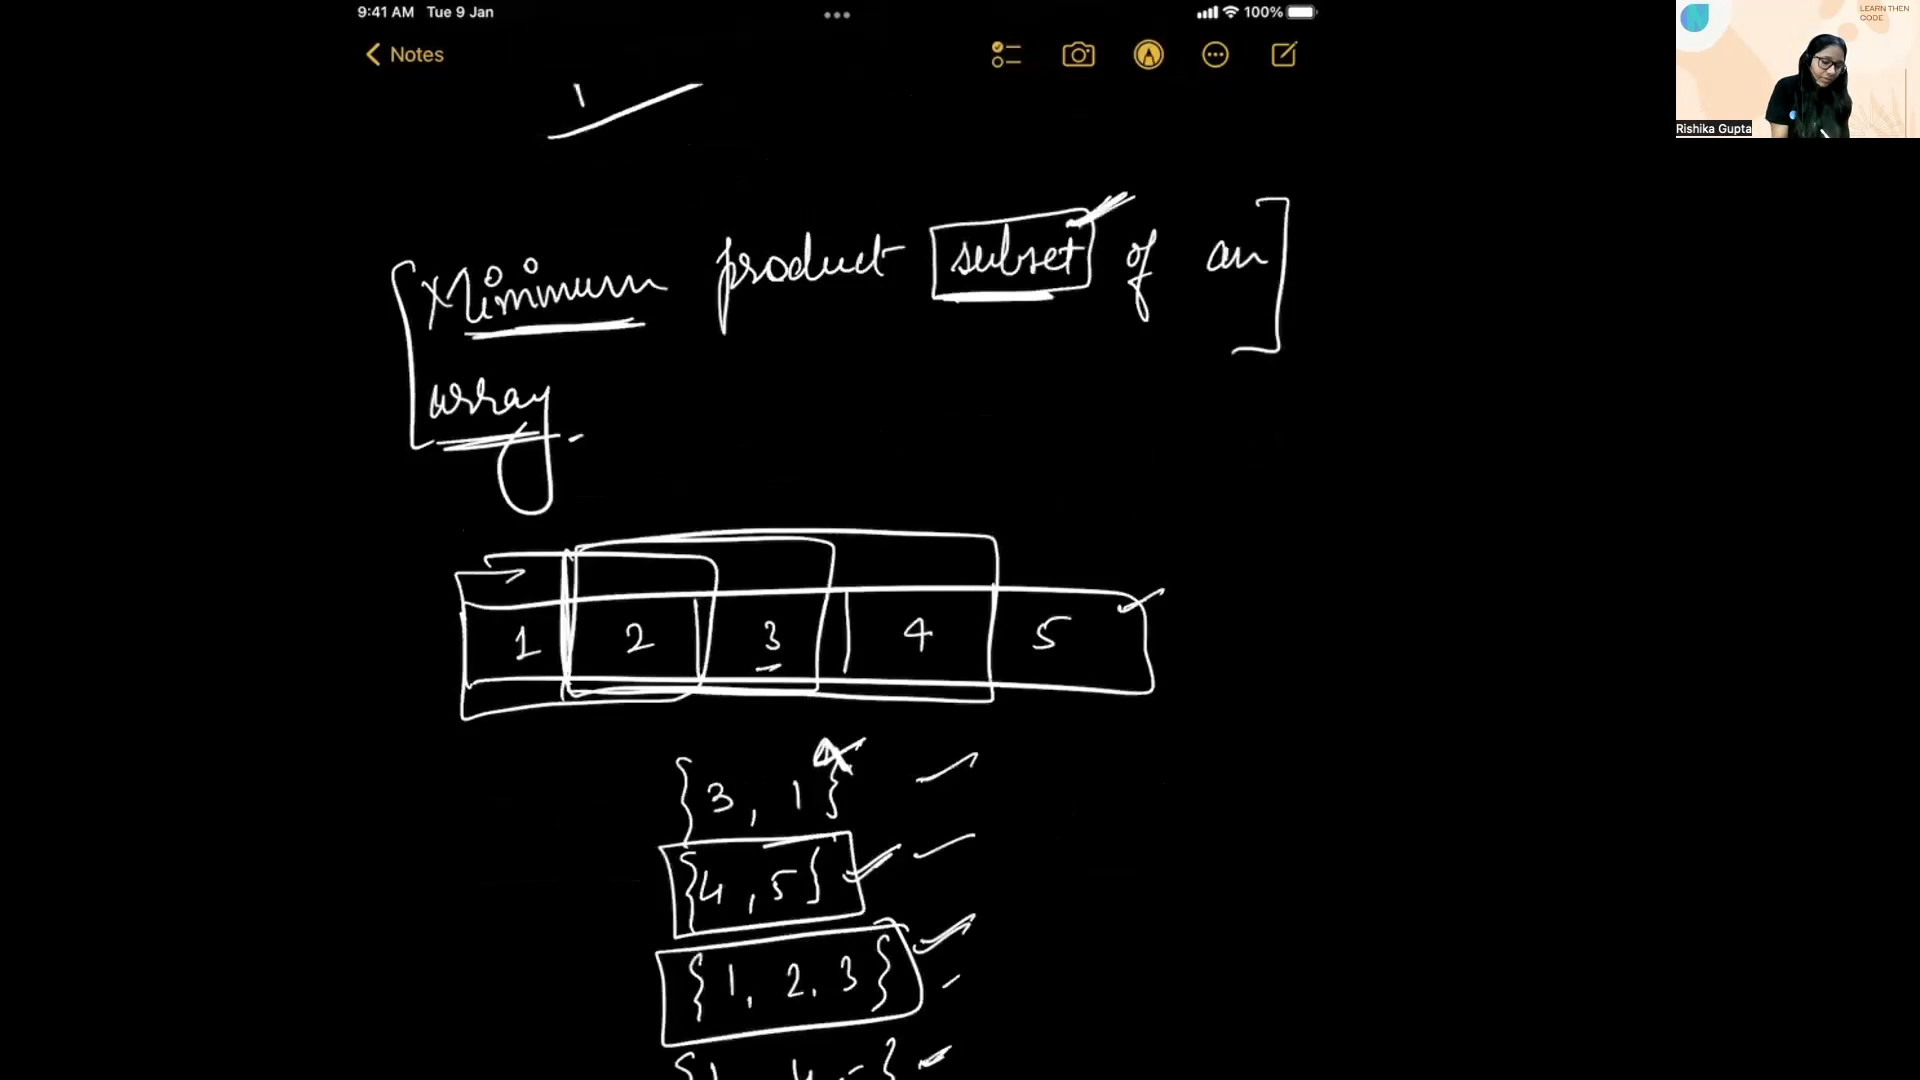 9:41 AM Tue 9 Jan
100%
Notes
LEARN THEN
CODE
Rishika Gupta
Minimum product subset of an
array.
1 2 3 4 5
{3, 1}
{4, 5}
{1, 2, 3}